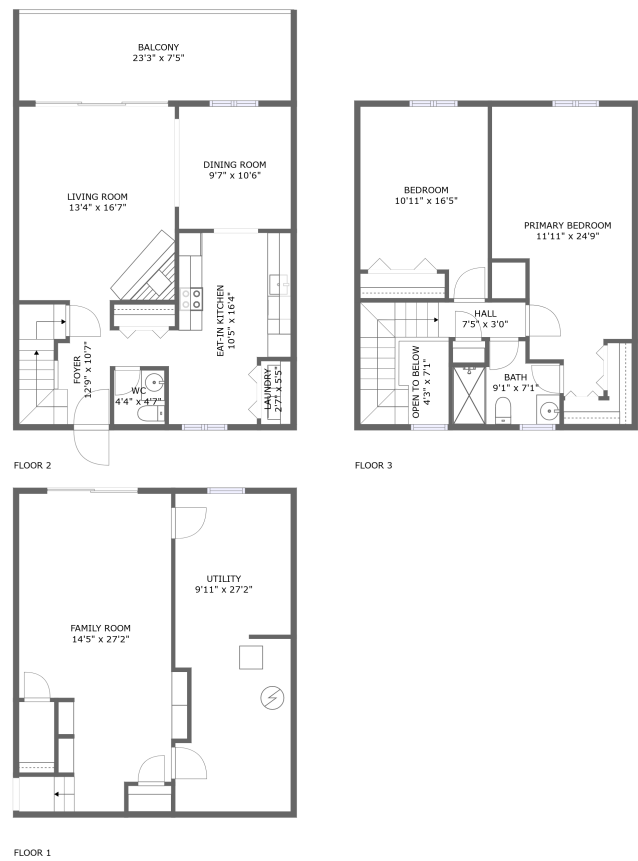 BALCONY
23'3" x 7'5"
DINING ROOM
9'7" x 10'6"
LIVING ROOM
13'4" x 16'7"
EAT-IN KITCHEN
10'5" x 16'4"
FOYER
12'9" x 10'7"
WC
4'4" x 4'7"
LAUNDRY
2'7" x 5'5"
FLOOR 2
BEDROOM
10'11" x 16'5"
PRIMARY BEDROOM
11'11" x 24'9"
HALL
7'5" x 3'0"
OPEN TO BELOW
4'3" x 7'1"
BATH
9'1" x 7'1"
FLOOR 3
UTILITY
9'11" x 27'2"
FAMILY ROOM
14'5" x 27'2"
FLOOR 1